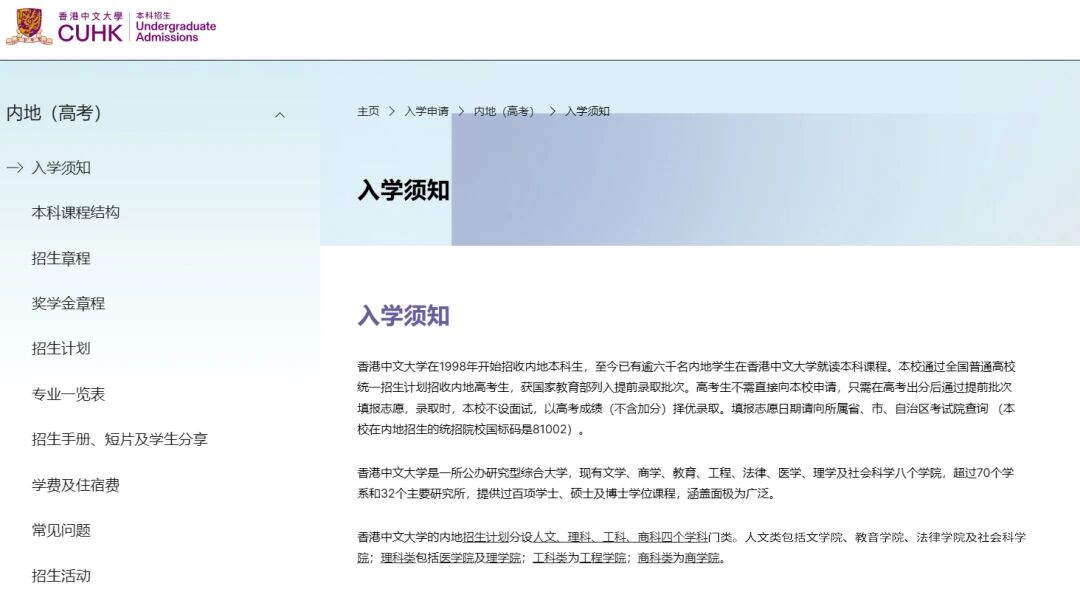 香港中文大學
CUHK
本科招生
Undergraduate
Admissions
内地（高考）
入学须知
本科课程结构
招生章程
奖学金章程
招生计划
专业一览表
招生手册、短片及学生分享
学费及住宿费
常见问题
招生活动
主页 > 入学申请 > 内地（高考） > 入学须知
入学须知
入学须知
香港中文大学在1998年开始招收内地本科生，至今已有逾六千名内地学生在香港中文大学就读本科课程。本校通过全国普通高校
统一招生计划招收内地高考生，获国家教育部列入提前录取批次。高考生不需直接向本校申请，只需在高考出分后通过提前批次
填报志愿，录取时，本校不设面试，以高考成绩（不含加分）择优录取。填报志愿日期请向所属省、市、自治区考试院查询 （本
校在内地招生的统招院校国标码是81002）。
香港中文大学是一所公办研究型综合大学，现有文学、商学、教育、工程、法律、医学、理学及社会科学八个学院，超过70个学
系和32个主要研究所，提供过百项学士、硕士及博士学位课程，涵盖面极为广泛。
香港中文大学的内地招生计划分设人文、理科、工科、商科四个学科门类。人文类包括文学院、教育学院、法律学院及社会科学
院；理科类包括医学院及理学院；工科类为工程学院；商科类为商学院。